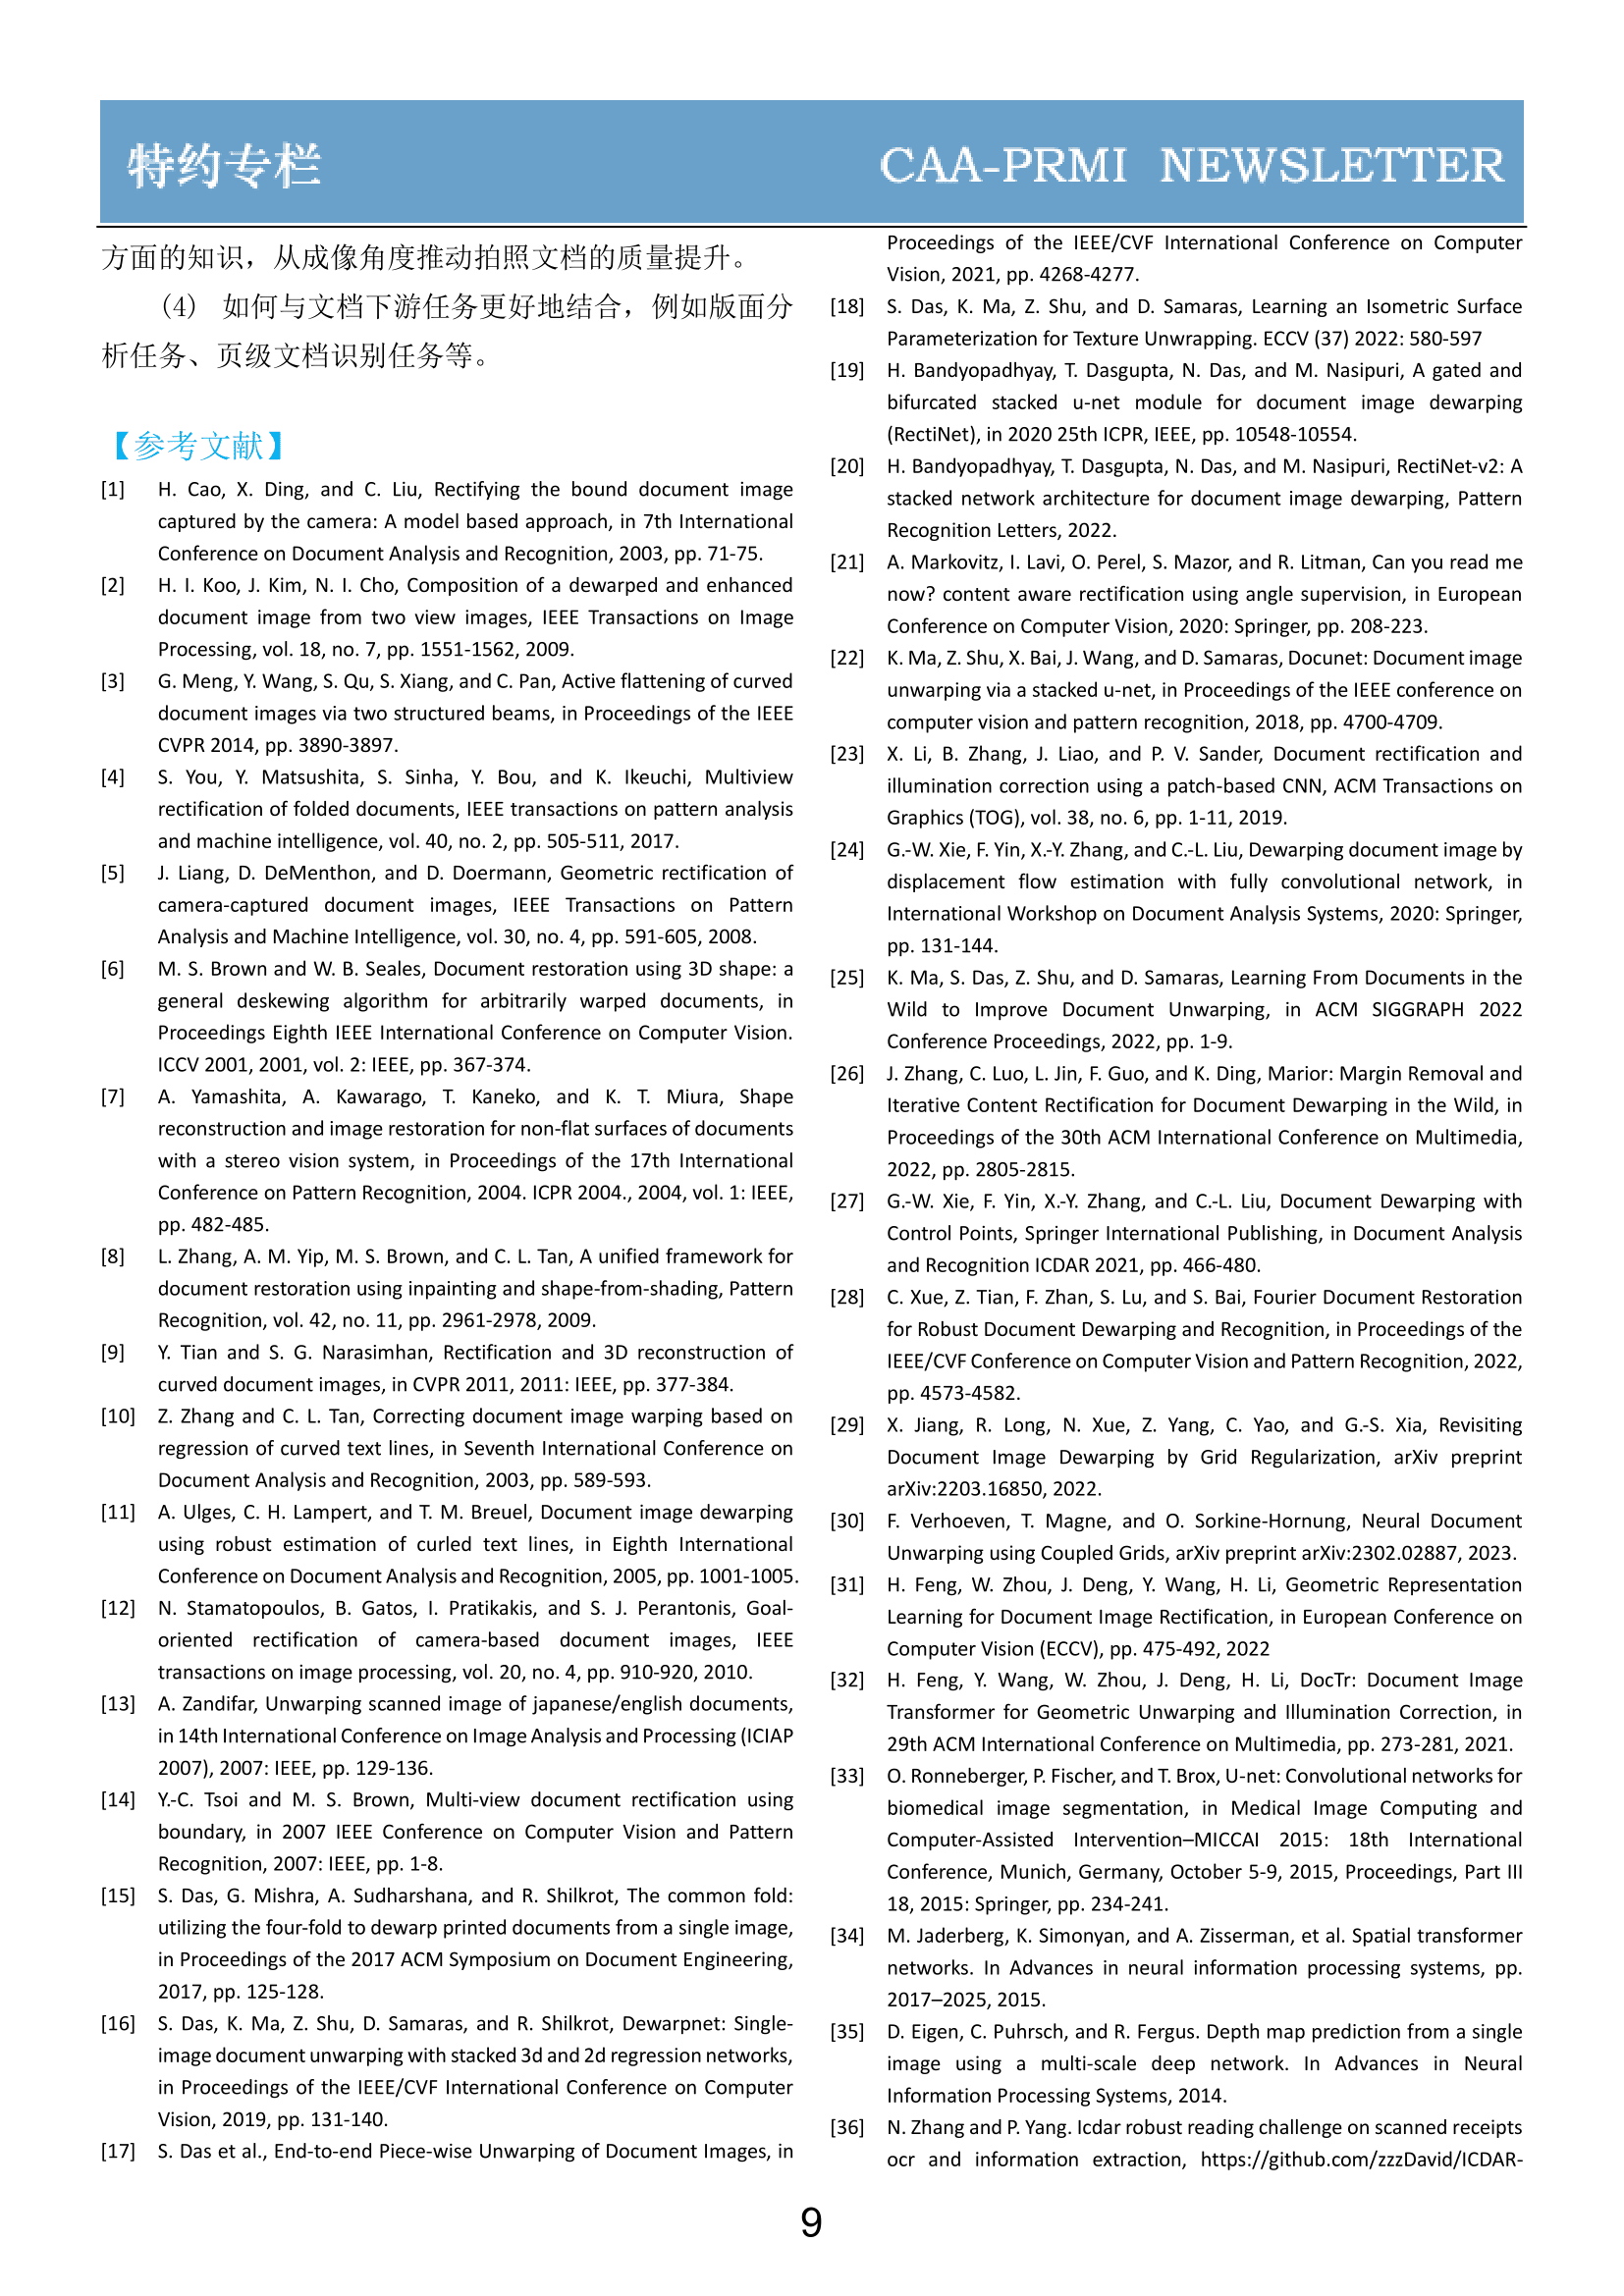 特约专栏
CAA-PRMI NEWSLETTER
方面的知识，从成像角度推动拍照文档的质量提升。
(4) 如何与文档下游任务更好地结合，例如版面分
析任务、页级文档识别任务等。
【参考文献】
[1] H. Cao, X. Ding, and C. Liu, Rectifying the bound document image
captured by the camera: A model based approach, in 7th International
Conference on Document Analysis and Recognition, 2003, pp. 71-75.
[2] H. I. Koo, J. Kim, N. I. Cho, Composition of a dewarped and enhanced
document image from two view images, IEEE Transactions on Image
Processing, vol. 18, no. 7, pp. 1551-1562, 2009.
[3] G. Meng, Y. Wang, S. Qu, S. Xiang, and C. Pan, Active flattening of curved
document images via two structured beams, in Proceedings of the IEEE
CVPR 2014, pp. 3890-3897.
[4] S. You, Y. Matsushita, S. Sinha, Y. Bou, and K. Ikeuchi, Multiview
rectification of folded documents, IEEE transactions on pattern analysis
and machine intelligence, vol. 40, no. 2, pp. 505-511, 2017.
[5] J. Liang, D. DeMenthon, and D. Doermann, Geometric rectification of
camera-captured document images, IEEE Transactions on Pattern
Analysis and Machine Intelligence, vol. 30, no. 4, pp. 591-605, 2008.
[6] M. S. Brown and W. B. Seales, Document restoration using 3D shape: a
general deskewing algorithm for arbitrarily warped documents, in
Proceedings Eighth IEEE International Conference on Computer Vision.
ICCV 2001, 2001, vol. 2: IEEE, pp. 367-374.
[7] A. Yamashita, A. Kawarago, T. Kaneko, and K. T. Miura, Shape
reconstruction and image restoration for non-flat surfaces of documents
with a stereo vision system, in Proceedings of the 17th International
Conference on Pattern Recognition, 2004. ICPR 2004., 2004, vol. 1: IEEE,
pp. 482-485.
[8] L. Zhang, A. M. Yip, M. S. Brown, and C. L. Tan, A unified framework for
document restoration using inpainting and shape-from-shading, Pattern
Recognition, vol. 42, no. 11, pp. 2961-2978, 2009.
[9] Y. Tian and S. G. Narasimhan, Rectification and 3D reconstruction of
curved document images, in CVPR 2011, 2011: IEEE, pp. 377-384.
[10] Z. Zhang and C. L. Tan, Correcting document image warping based on
regression of curved text lines, in Seventh International Conference on
Document Analysis and Recognition, 2003, pp. 589-593.
[11] A. Ulges, C. H. Lampert, and T. M. Breuel, Document image dewarping
using robust estimation of curled text lines, in Eighth International
Conference on Document Analysis and Recognition, 2005, pp. 1001-1005.
[12] N. Stamatopoulos, B. Gatos, I. Pratikakis, and S. J. Perantonis, Goal-
oriented rectification of camera-based document images, IEEE
transactions on image processing, vol. 20, no. 4, pp. 910-920, 2010.
[13] A. Zandifar, Unwarping scanned image of japanese/english documents,
in 14th International Conference on Image Analysis and Processing (ICIAP
2007), 2007: IEEE, pp. 129-136.
[14] Y.-C. Tsoi and M. S. Brown, Multi-view document rectification using
boundary, in 2007 IEEE Conference on Computer Vision and Pattern
Recognition, 2007: IEEE, pp. 1-8.
[15] S. Das, G. Mishra, A. Sudharshana, and R. Shilkrot, The common fold:
utilizing the four-fold to dewarp printed documents from a single image,
in Proceedings of the 2017 ACM Symposium on Document Engineering,
2017, pp. 125-128.
[16] S. Das, K. Ma, Z. Shu, D. Samaras, and R. Shilkrot, Dewarpnet: Single-
image document unwarping with stacked 3d and 2d regression networks,
in Proceedings of the IEEE/CVF International Conference on Computer
Vision, 2019, pp. 131-140.
[17] S. Das et al., End-to-end Piece-wise Unwarping of Document Images, in
Proceedings of the IEEE/CVF International Conference on Computer
Vision, 2021, pp. 4268-4277.
[18] S. Das, K. Ma, Z. Shu, and D. Samaras, Learning an Isometric Surface
Parameterization for Texture Unwrapping. ECCV (37) 2022: 580-597
[19] H. Bandyopadhyay, T. Dasgupta, N. Das, and M. Nasipuri, A gated and
bifurcated stacked u-net module for document image dewarping
(RectiNet), in 2020 25th ICPR, IEEE, pp. 10548-10554.
[20] H. Bandyopadhyay, T. Dasgupta, N. Das, and M. Nasipuri, RectiNet-v2: A
stacked network architecture for document image dewarping, Pattern
Recognition Letters, 2022.
[21] A. Markovitz, I. Lavi, O. Perel, S. Mazor, and R. Litman, Can you read me
now? content aware rectification using angle supervision, in European
Conference on Computer Vision, 2020: Springer, pp. 208-223.
[22] K. Ma, Z. Shu, X. Bai, J. Wang, and D. Samaras, Docunet: Document image
unwarping via a stacked u-net, in Proceedings of the IEEE conference on
computer vision and pattern recognition, 2018, pp. 4700-4709.
[23] X. Li, B. Zhang, J. Liao, and P. V. Sander, Document rectification and
illumination correction using a patch-based CNN, ACM Transactions on
Graphics (TOG), vol. 38, no. 6, pp. 1-11, 2019.
[24] G.-W. Xie, F. Yin, X.-Y. Zhang, and C.-L. Liu, Dewarping document image by
displacement flow estimation with fully convolutional network, in
International Workshop on Document Analysis Systems, 2020: Springer,
pp. 131-144.
[25] K. Ma, S. Das, Z. Shu, and D. Samaras, Learning From Documents in the
Wild to Improve Document Unwarping, in ACM SIGGRAPH 2022
Conference Proceedings, 2022, pp. 1-9.
[26] J. Zhang, C. Luo, L. Jin, F. Guo, and K. Ding, Marior: Margin Removal and
Iterative Content Rectification for Document Dewarping in the Wild, in
Proceedings of the 30th ACM International Conference on Multimedia,
2022, pp. 2805-2815.
[27] G.-W. Xie, F. Yin, X.-Y. Zhang, and C.-L. Liu, Document Dewarping with
Control Points, Springer International Publishing, in Document Analysis
and Recognition ICDAR 2021, pp. 466-480.
[28] C. Xue, Z. Tian, F. Zhan, S. Lu, and S. Bai, Fourier Document Restoration
for Robust Document Dewarping and Recognition, in Proceedings of the
IEEE/CVF Conference on Computer Vision and Pattern Recognition, 2022,
pp. 4573-4582.
[29] X. Jiang, R. Long, N. Xue, Z. Yang, C. Yao, and G.-S. Xia, Revisiting
Document Image Dewarping by Grid Regularization, arXiv preprint
arXiv:2203.16850, 2022.
[30] F. Verhoeven, T. Magne, and O. Sorkine-Hornung, Neural Document
Unwarping using Coupled Grids, arXiv preprint arXiv:2302.02887, 2023.
[31] H. Feng, W. Zhou, J. Deng, Y. Wang, H. Li, Geometric Representation
Learning for Document Image Rectification, in European Conference on
Computer Vision (ECCV), pp. 475-492, 2022
[32] H. Feng, Y. Wang, W. Zhou, J. Deng, H. Li, DocTr: Document Image
Transformer for Geometric Unwarping and Illumination Correction, in
29th ACM International Conference on Multimedia, pp. 273-281, 2021.
[33] O. Ronneberger, P. Fischer, and T. Brox, U-net: Convolutional networks for
biomedical image segmentation, in Medical Image Computing and
Computer-Assisted Intervention–MICCAI 2015: 18th International
Conference, Munich, Germany, October 5-9, 2015, Proceedings, Part III
18, 2015: Springer, pp. 234-241.
[34] M. Jaderberg, K. Simonyan, and A. Zisserman, et al. Spatial transformer
networks. In Advances in neural information processing systems, pp.
2017–2025, 2015.
[35] D. Eigen, C. Puhrsch, and R. Fergus. Depth map prediction from a single
image using a multi-scale deep network. In Advances in Neural
Information Processing Systems, 2014.
[36] N. Zhang and P. Yang. Icdar robust reading challenge on scanned receipts
ocr and information extraction, https://github.com/zzzDavid/ICDAR-
9